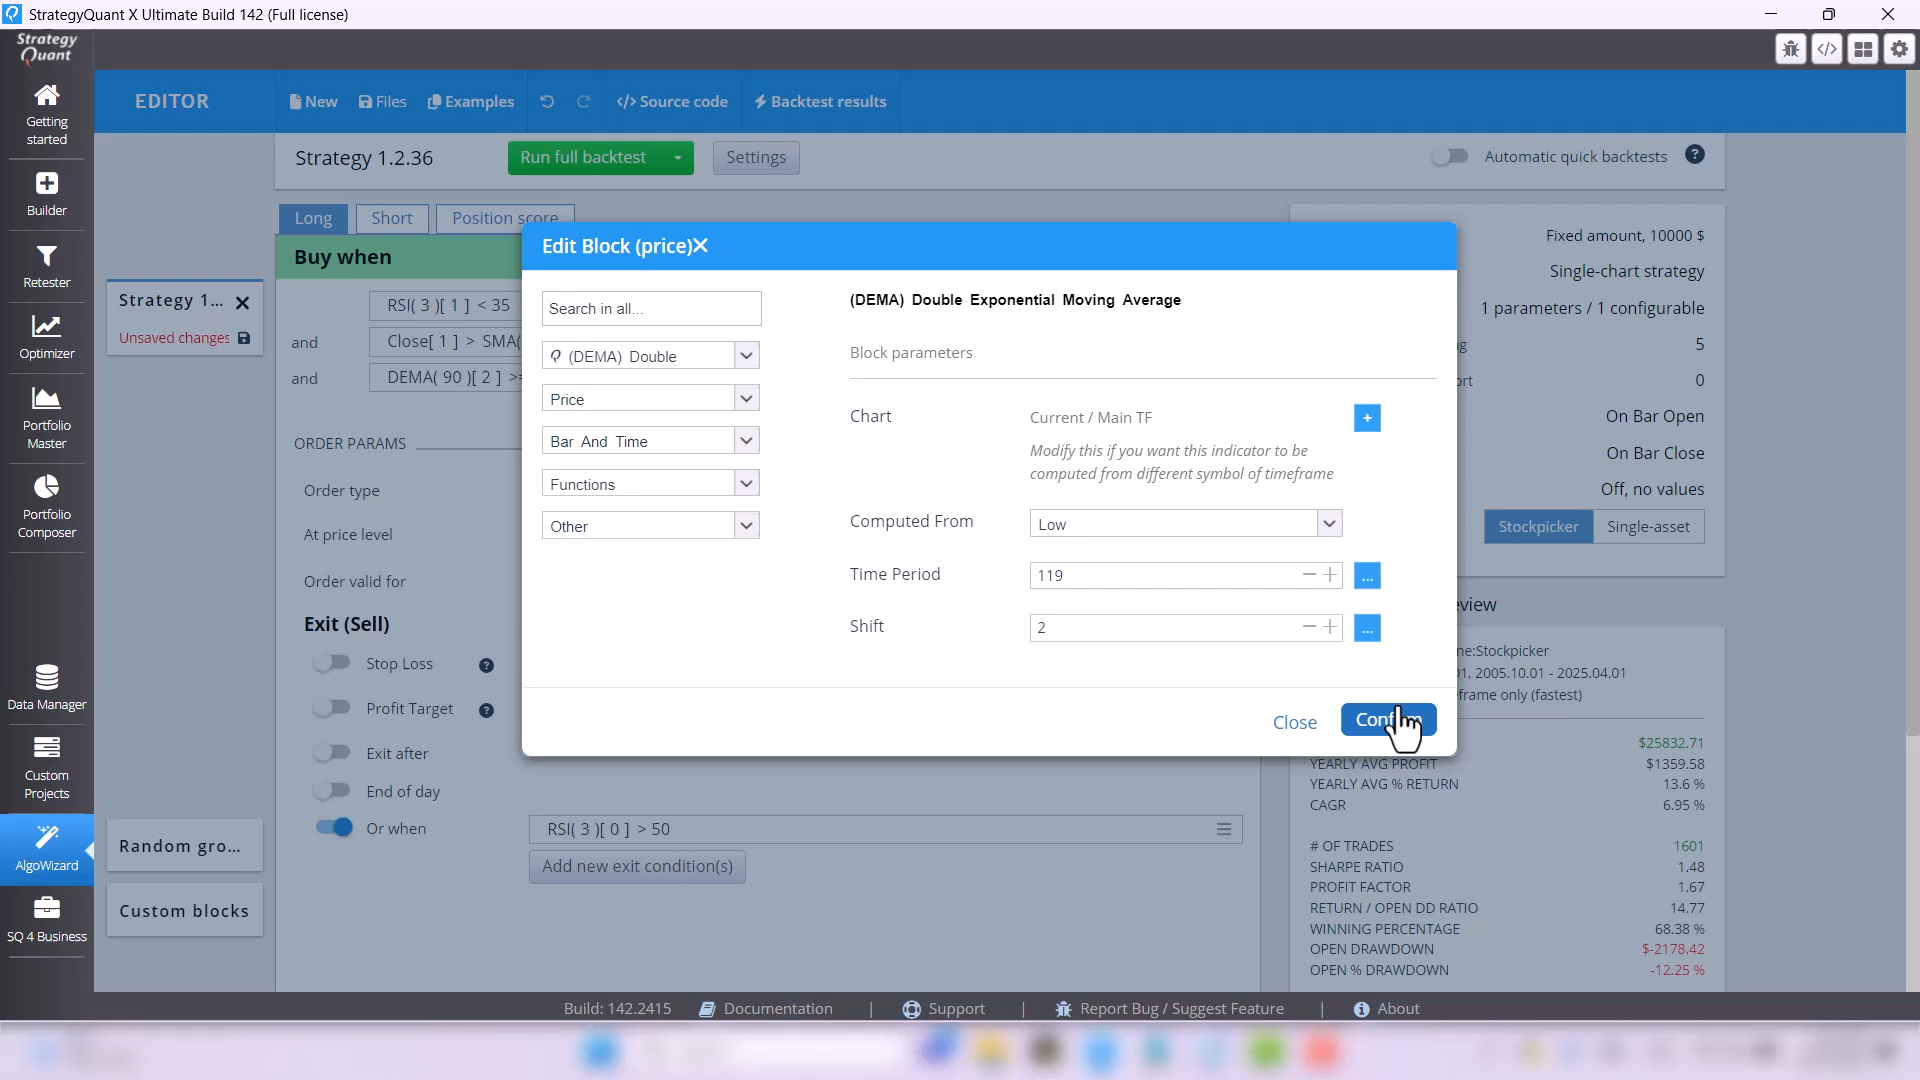 StrategyQuant X Ultimate Build 142 (Full license)
Strategy
Quant
EDITOR
New
Files
Examples
</> Source code
Backtest results
Getting
started
Builder
Retester
Optimizer
Portfolio
Master
Portfolio
Composer
Data Manager
Custom
Projects
AlgoWizard
SQ 4 Business
Strategy 1...
Unsaved changes
Random gro...
Custom blocks
Strategy 1.2.36
Run full backtest
Settings
Automatic quick backtests
Long
Short
Position score
Buy when
RSI( 3 )[ 1 ] < 35
and
Close[ 1 ] > SMA(
and
DEMA( 90 )[ 2 ] >=
ORDER PARAMS
Order type
At price level
Order valid for
Exit (Sell)
Stop Loss
Profit Target
Exit after
End of day
Or when
RSI( 3 )[ 0 ] > 50
Add new exit condition(s)
Edit Block (price)
Search in all...
(DEMA) Double
Price
Bar And Time
Functions
Other
(DEMA) Double Exponential Moving Average
Block parameters
Chart
Current / Main TF
+
Modify this if you want this indicator to be
computed from different symbol of timeframe
Computed From
Low
Time Period
119
...
Shift
2
...
Close
Fixed amount, 10000 $
Single-chart strategy
1 parameters / 1 configurable
5
0
On Bar Open
On Bar Close
Off, no values
Stockpicker
Single-asset
ne:Stockpicker
, 2005.10.01 - 2025.04.01
frame only (fastest)
$25832.71
YEARLY AVG PROFIT $1359.58
YEARLY AVG % RETURN 13.6 %
CAGR 6.95 %
# OF TRADES 1601
SHARPE RATIO 1.48
PROFIT FACTOR 1.67
RETURN / OPEN DD RATIO 14.77
WINNING PERCENTAGE 68.38 %
OPEN DRAWDOWN $-2178.42
OPEN % DRAWDOWN -12.25 %
Build: 142.2415
Documentation
|
Support
|
Report Bug / Suggest Feature
|
About